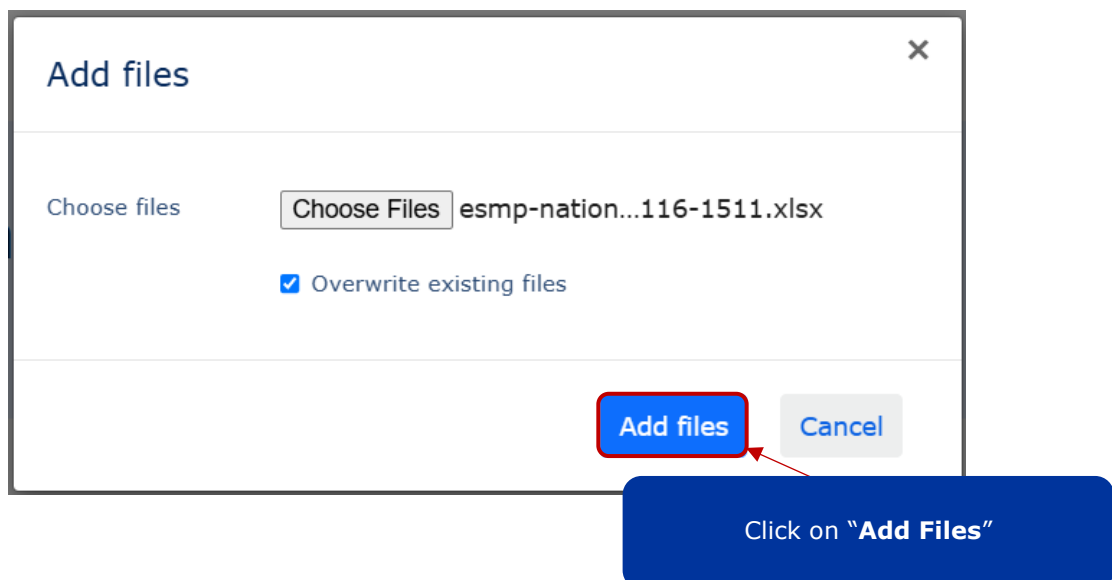 Add files
×
Choose files
Choose Files esmp-nation...116-1511.xlsx
Overwrite existing files
Add files
Cancel
Click on “Add Files”